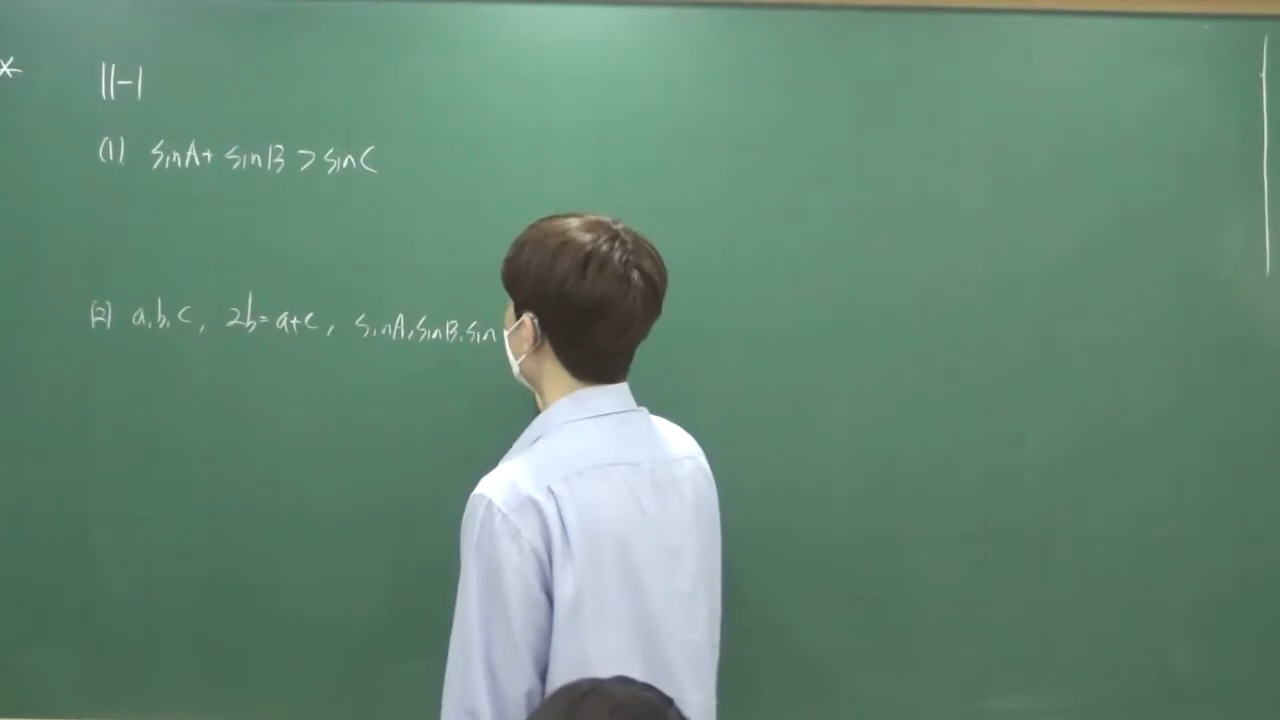 *
11-1
(1) sinA+ sinB > sinC
(2) a, b, c, 2b=a+c, sinA, sinB, sin